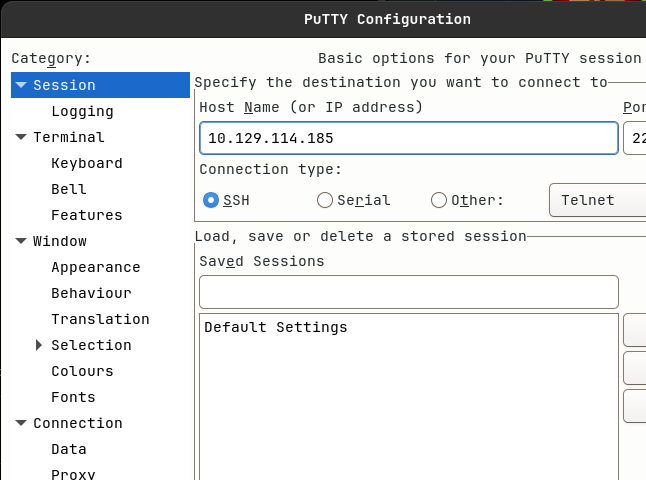 PuTTY Configuration
Category:
Session
Logging
Terminal
Keyboard
Bell
Features
Window
Appearance
Behaviour
Translation
Selection
Colours
Fonts
Connection
Data
Proxy
Basic options for your PuTTY session
Specify the destination you want to connect to
Host Name (or IP address)
Por
10.129.114.185
22
Connection type:
SSH Serial Other: Telnet
Load, save or delete a stored session
Saved Sessions
Default Settings